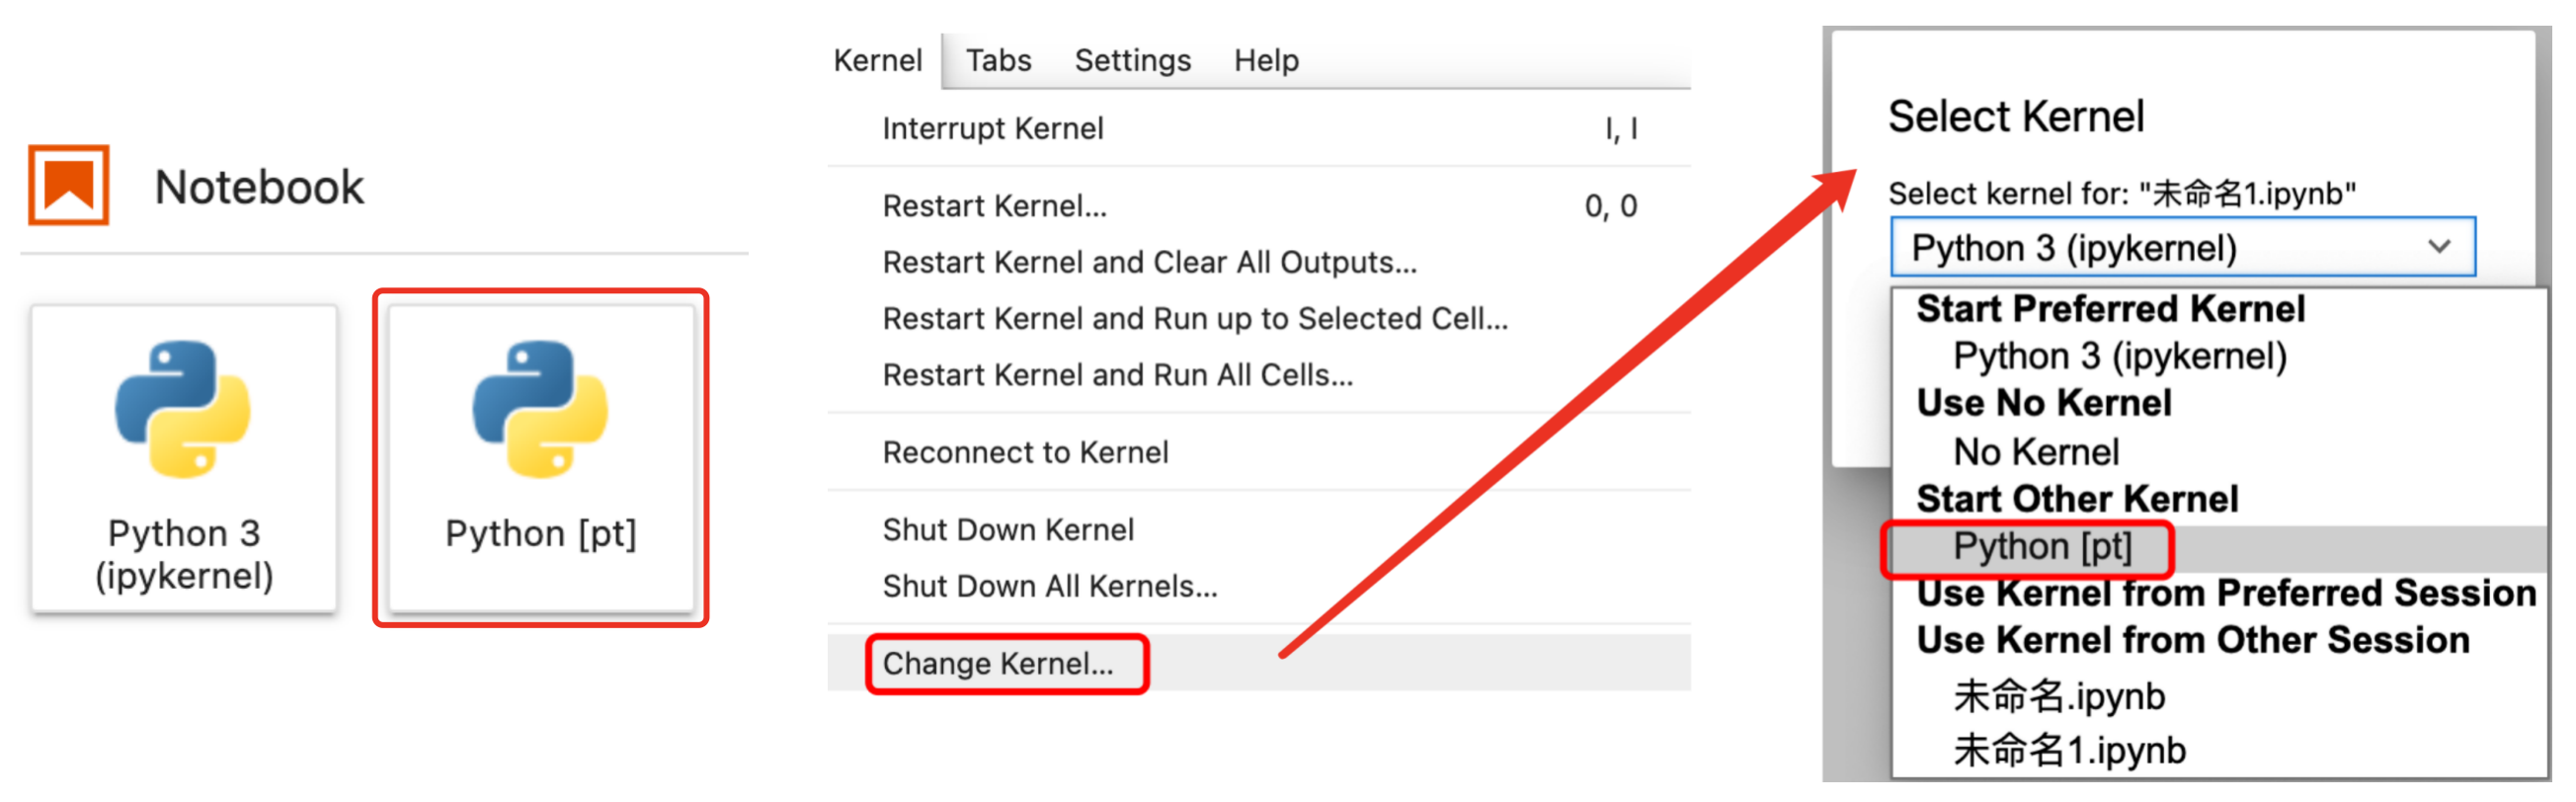 Notebook
Python 3
(ipykernel)
Python [pt]
Kernel
Tabs
Settings
Help
Interrupt Kernel
I, I
Restart Kernel...
0, 0
Restart Kernel and Clear All Outputs...
Restart Kernel and Run up to Selected Cell...
Restart Kernel and Run All Cells...
Reconnect to Kernel
Shut Down Kernel
Shut Down All Kernels...
Change Kernel...
Select Kernel
Select kernel for: "未命名1.ipynb"
Python 3 (ipykernel)
Start Preferred Kernel
Python 3 (ipykernel)
Use No Kernel
No Kernel
Start Other Kernel
Python [pt]
Use Kernel from Preferred Session
Use Kernel from Other Session
未命名.ipynb
未命名1.ipynb